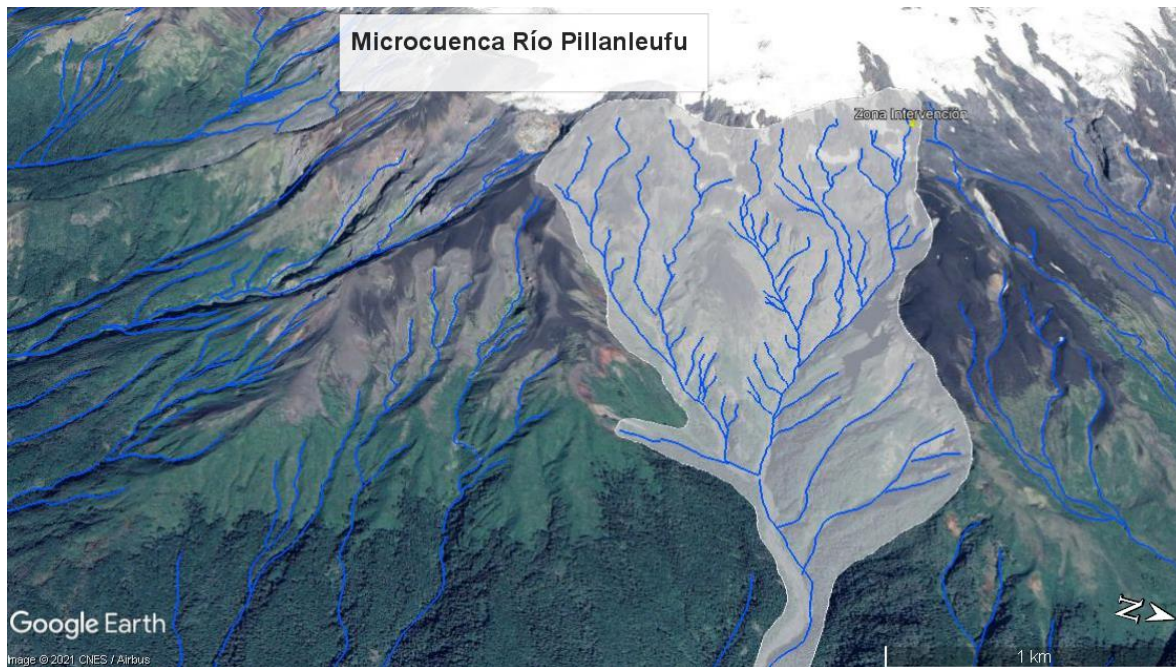 Microcuenca Río Pillanleufu
Zona Intervención
N
Google Earth
Image © 2021 CNES / Airbus
1 km